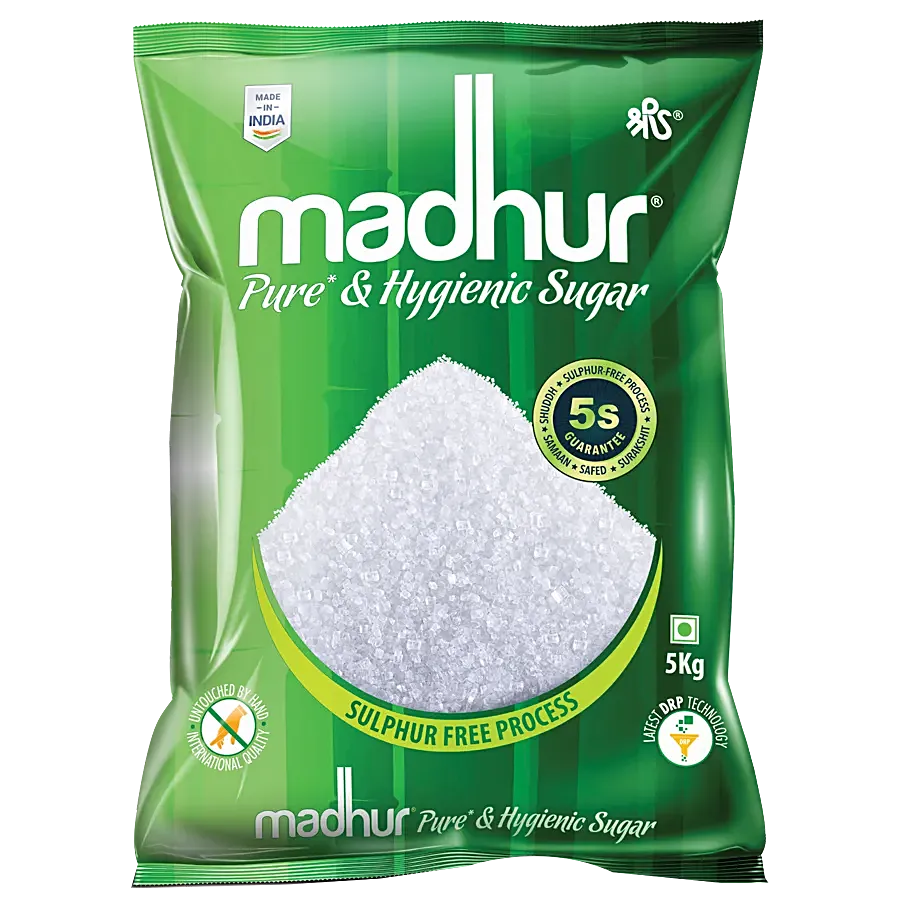 MADE
-IN-
INDIA
श्री®
madhur®
Pure* & Hygienic Sugar
SULPHUR-FREE PROCESS ★ SURAKSHIT ★ SAFED ★ SAMAAN ★ SHUDDH ★
5s
GUARANTEE
SULPHUR FREE PROCESS
5Kg
UNTOUCHED BY HAND
INTERNATIONAL QUALITY
LATEST DRP TECHNOLOGY
DRP
madhur® Pure* & Hygienic Sugar